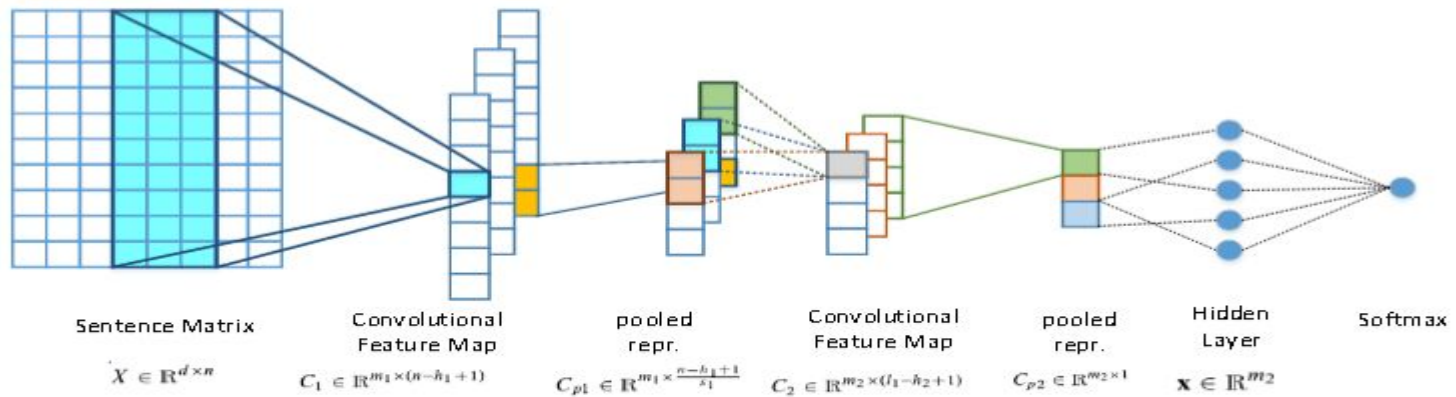 Sentence Matrix
X ∈ ℝ^{d×n}
Convolutional
Feature Map
C₁ ∈ ℝ^{m₁×(n−h₁+1)}
pooled
repr.
C_{p1} ∈ ℝ^{m₁×\frac{n−h₁+1}{s₁}}
Convolutional
Feature Map
C₂ ∈ ℝ^{m₂×(l₁−h₂+1)}
pooled
repr.
C_{p2} ∈ ℝ^{m₂×1}
Hidden
Layer
x ∈ ℝ^{m₂}
Softmax